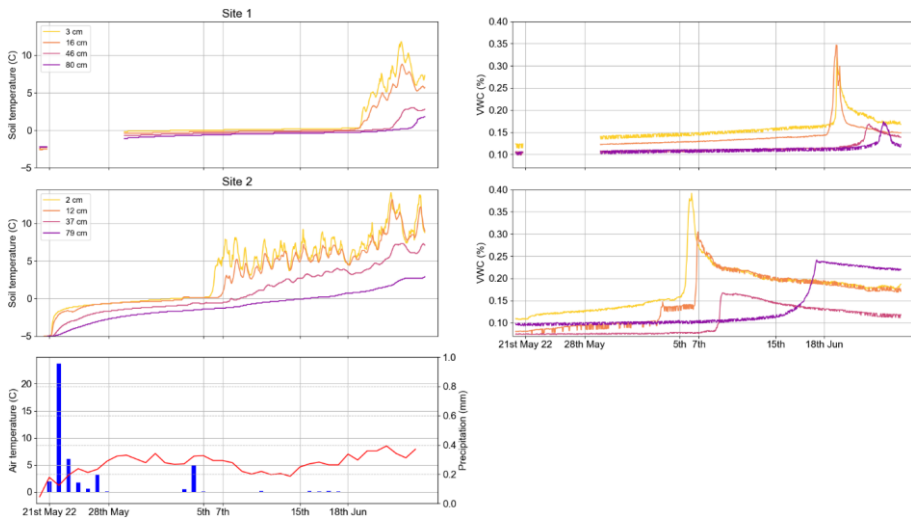 Site 1
Soil temperature (C)
10
5
0
−5
3 cm
16 cm
46 cm
80 cm
VWC (%)
0.40
0.35
0.30
0.25
0.20
0.15
0.10
Site 2
Soil temperature (C)
10
5
0
−5
2 cm
12 cm
37 cm
79 cm
VWC (%)
0.40
0.35
0.30
0.25
0.20
0.15
0.10
21st May 22 28th May 5th 7th 15th 18th Jun
Air temperature (C)
20
15
10
5
0
Precipitation (mm)
1.0
0.8
0.6
0.4
0.2
0.0
21st May 22 28th May 5th 7th 15th 18th Jun